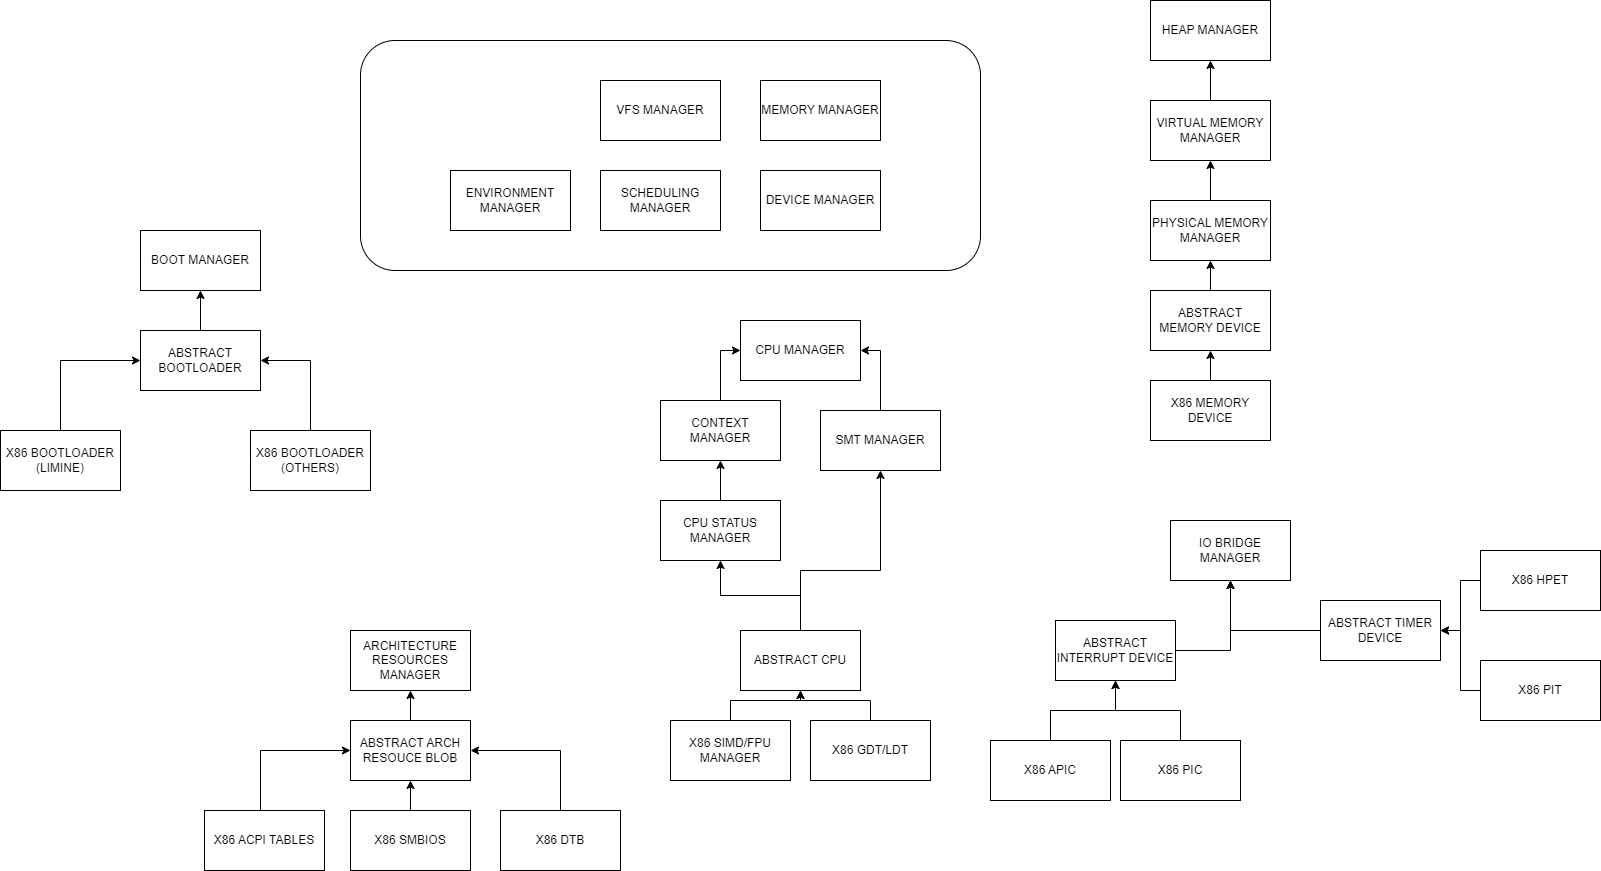 HEAP MANAGER
VFS MANAGER
MEMORY MANAGER
VIRTUAL MEMORY
MANAGER
ENVIRONMENT
MANAGER
SCHEDULING
MANAGER
DEVICE MANAGER
PHYSICAL MEMORY
MANAGER
BOOT MANAGER
ABSTRACT
MEMORY DEVICE
ABSTRACT
BOOTLOADER
CPU MANAGER
X86 MEMORY
DEVICE
X86 BOOTLOADER
(LIMINE)
X86 BOOTLOADER
(OTHERS)
CONTEXT
MANAGER
SMT MANAGER
CPU STATUS
MANAGER
IO BRIDGE
MANAGER
X86 HPET
ABSTRACT TIMER
DEVICE
ABSTRACT
INTERRUPT DEVICE
X86 PIT
ARCHITECTURE
RESOURCES
MANAGER
ABSTRACT CPU
ABSTRACT ARCH
RESOUCE BLOB
X86 SIMD/FPU
MANAGER
X86 GDT/LDT
X86 APIC
X86 PIC
X86 ACPI TABLES
X86 SMBIOS
X86 DTB